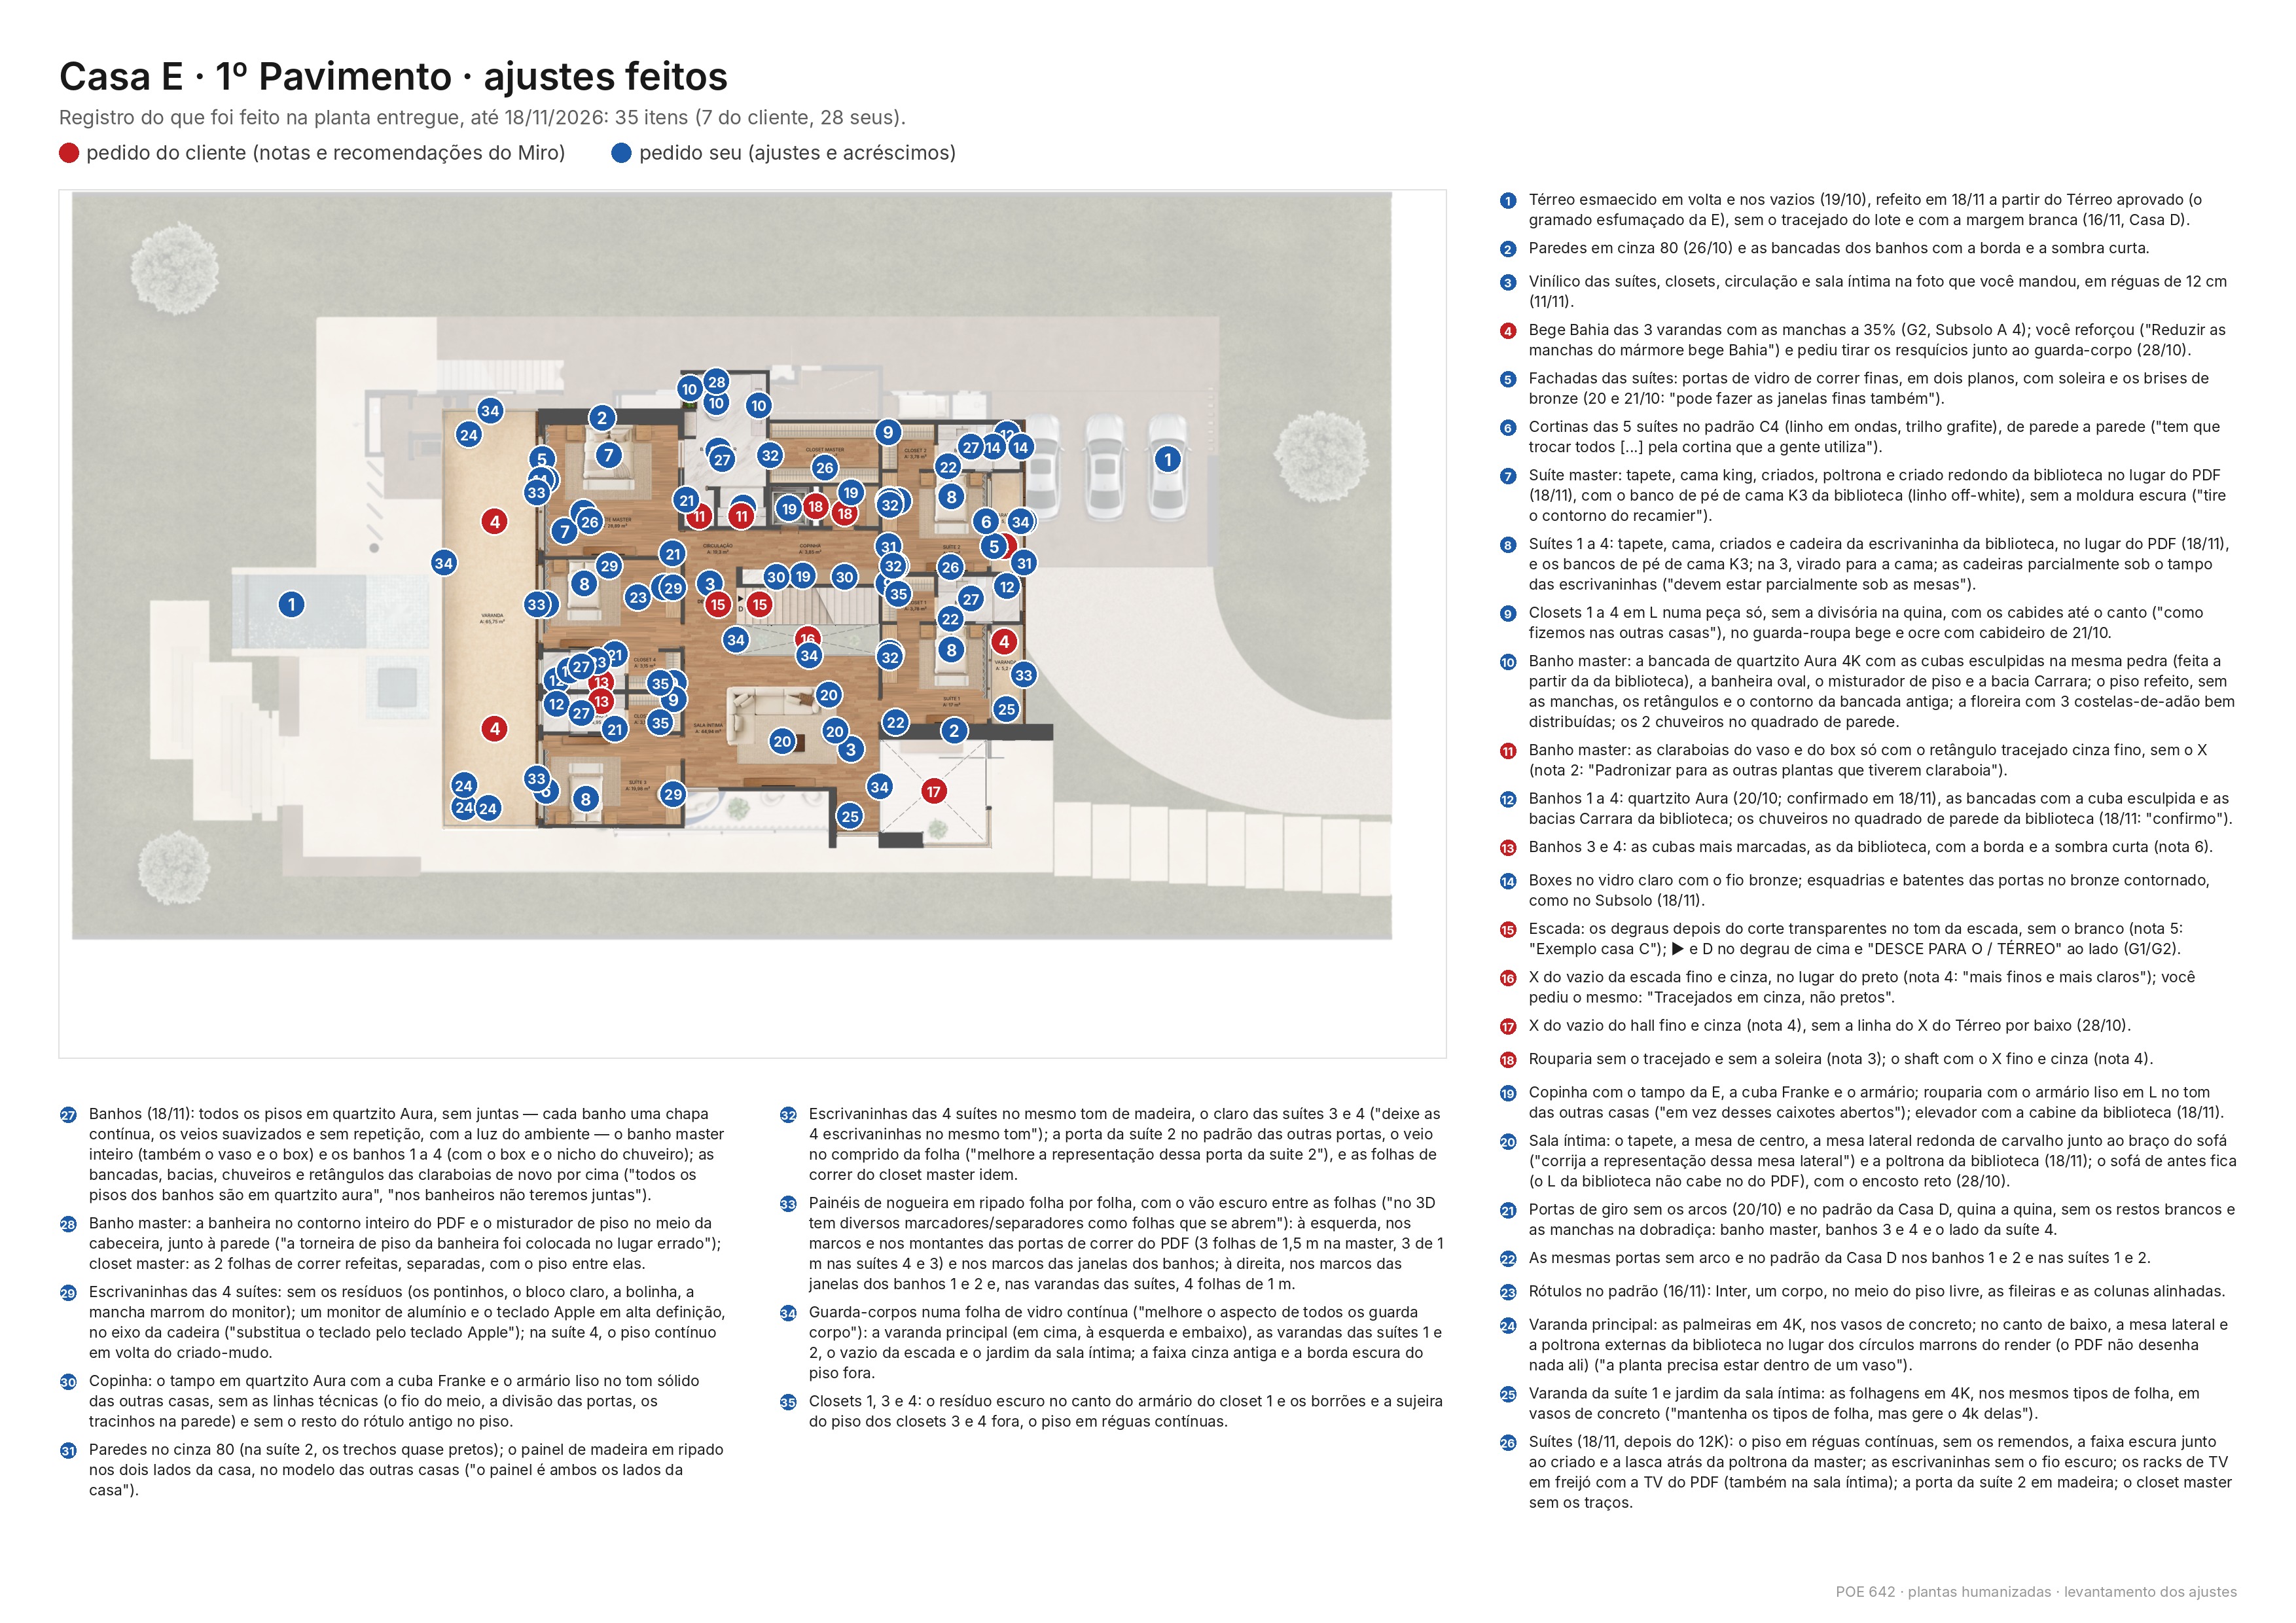 Casa E · 1º Pavimento · ajustes feitos
Registro do que foi feito na planta entregue, até 18/11/2026: 35 itens (7 do cliente, 28 seus).
pedido do cliente (notas e recomendações do Miro)
pedido seu (ajustes e acréscimos)
1 Térreo esmaecido em volta e nos vazios (19/10), refeito em 18/11 a partir do Térreo aprovado (o
gramado esfumaçado da E), sem o tracejado do lote e com a margem branca (16/11, Casa D).
2 Paredes em cinza 80 (26/10) e as bancadas dos banhos com a borda e a sombra curta.
3 Vinílico das suítes, closets, circulação e sala íntima na foto que você mandou, em réguas de 12 cm
(11/11).
4 Bege Bahia das 3 varandas com as manchas a 35% (G2, Subsolo A 4); você reforçou ("Reduzir as
manchas do mármore bege Bahia") e pediu tirar os resquícios junto ao guarda-corpo (28/10).
5 Fachadas das suítes: portas de vidro de correr finas, em dois planos, com soleira e os brises de
bronze (20 e 21/10: "pode fazer as janelas finas também").
6 Cortinas das 5 suítes no padrão C4 (linho em ondas, trilho grafite), de parede a parede ("tem que
trocar todos [...] pela cortina que a gente utiliza").
7 Suíte master: tapete, cama king, criados, poltrona e criado redondo da biblioteca no lugar do PDF
(18/11), com o banco de pé de cama K3 da biblioteca (linho off-white), sem a moldura escura ("tire
o contorno do recamier").
8 Suítes 1 a 4: tapete, cama, criados e cadeira da escrivaninha da biblioteca, no lugar do PDF (18/11),
e os bancos de pé de cama K3; na 3, virado para a cama; as cadeiras parcialmente sob o tampo
das escrivaninhas ("devem estar parcialmente sob as mesas").
9 Closets 1 a 4 em L numa peça só, sem a divisória na quina, com os cabides até o canto ("como
fizemos nas outras casas"), no guarda-roupa bege e ocre com cabideiro de 21/10.
10 Banho master: a bancada de quartzito Aura 4K com as cubas esculpidas na mesma pedra (feita a
partir da da biblioteca), a banheira oval, o misturador de piso e a bacia Carrara; o piso refeito, sem
as manchas, os retângulos e o contorno da bancada antiga; a floreira com 3 costelas-de-adão bem
distribuídas; os 2 chuveiros no quadrado de parede.
11 Banho master: as claraboias do vaso e do box só com o retângulo tracejado cinza fino, sem o X
(nota 2: "Padronizar para as outras plantas que tiverem claraboia").
12 Banhos 1 a 4: quartzito Aura (20/10; confirmado em 18/11), as bancadas com a cuba esculpida e as
bacias Carrara da biblioteca; os chuveiros no quadrado de parede da biblioteca (18/11: "confirmo").
13 Banhos 3 e 4: as cubas mais marcadas, as da biblioteca, com a borda e a sombra curta (nota 6).
14 Boxes no vidro claro com o fio bronze; esquadrias e batentes das portas no bronze contornado,
como no Subsolo (18/11).
15 Escada: os degraus depois do corte transparentes no tom da escada, sem o branco (nota 5:
"Exemplo casa C"); ▶ e D no degrau de cima e "DESCE PARA O / TÉRREO" ao lado (G1/G2).
16 X do vazio da escada fino e cinza, no lugar do preto (nota 4: "mais finos e mais claros"); você
pediu o mesmo: "Tracejados em cinza, não pretos".
17 X do vazio do hall fino e cinza (nota 4), sem a linha do X do Térreo por baixo (28/10).
18 Rouparia sem o tracejado e sem a soleira (nota 3); o shaft com o X fino e cinza (nota 4).
19 Copinha com o tampo da E, a cuba Franke e o armário; rouparia com o armário liso em L no tom
das outras casas ("em vez desses caixotes abertos"); elevador com a cabine da biblioteca (18/11).
20 Sala íntima: o tapete, a mesa de centro, a mesa lateral redonda de carvalho junto ao braço do sofá
("corrija a representação dessa mesa lateral") e a poltrona da biblioteca (18/11); o sofá de antes fica
(o L da biblioteca não cabe no do PDF), com o encosto reto (28/10).
21 Portas de giro sem os arcos (20/10) e no padrão da Casa D, quina a quina, sem os restos brancos e
as manchas na dobradiça: banho master, banhos 3 e 4 e o lado da suíte 4.
22 As mesmas portas sem arco e no padrão da Casa D nos banhos 1 e 2 e nas suítes 1 e 2.
23 Rótulos no padrão (16/11): Inter, um corpo, no meio do piso livre, as fileiras e as colunas alinhadas.
24 Varanda principal: as palmeiras em 4K, nos vasos de concreto; no canto de baixo, a mesa lateral e
a poltrona externas da biblioteca no lugar dos círculos marrons do render (o PDF não desenha
nada ali) ("a planta precisa estar dentro de um vaso").
25 Varanda da suíte 1 e jardim da sala íntima: as folhagens em 4K, nos mesmos tipos de folha, em
vasos de concreto ("mantenha os tipos de folha, mas gere o 4k delas").
26 Suítes (18/11, depois do 12K): o piso em réguas contínuas, sem os remendos, a faixa escura junto
ao criado e a lasca atrás da poltrona da master; as escrivaninhas sem o fio escuro; os racks de TV
em freijó com a TV do PDF (também na sala íntima); a porta da suíte 2 em madeira; o closet master
sem os traços.
27 Banhos (18/11): todos os pisos em quartzito Aura, sem juntas — cada banho uma chapa
contínua, os veios suavizados e sem repetição, com a luz do ambiente — o banho master
inteiro (também o vaso e o box) e os banhos 1 a 4 (com o box e o nicho do chuveiro); as
bancadas, bacias, chuveiros e retângulos das claraboias de novo por cima ("todos os
pisos dos banhos são em quartzito aura", "nos banheiros não teremos juntas").
28 Banho master: a banheira no contorno inteiro do PDF e o misturador de piso no meio da
cabeceira, junto à parede ("a torneira de piso da banheira foi colocada no lugar errado");
closet master: as 2 folhas de correr refeitas, separadas, com o piso entre elas.
29 Escrivaninhas das 4 suítes: sem os resíduos (os pontinhos, o bloco claro, a bolinha, a
mancha marrom do monitor); um monitor de alumínio e o teclado Apple em alta definição,
no eixo da cadeira ("substitua o teclado pelo teclado Apple"); na suíte 4, o piso contínuo
em volta do criado-mudo.
30 Copinha: o tampo em quartzito Aura com a cuba Franke e o armário liso no tom sólido
das outras casas, sem as linhas técnicas (o fio do meio, a divisão das portas, os
tracinhos na parede) e sem o resto do rótulo antigo no piso.
31 Paredes no cinza 80 (na suíte 2, os trechos quase pretos); o painel de madeira em ripado
nos dois lados da casa, no modelo das outras casas ("o painel é ambos os lados da
casa").
32 Escrivaninhas das 4 suítes no mesmo tom de madeira, o claro das suítes 3 e 4 ("deixe as
4 escrivaninhas no mesmo tom"); a porta da suíte 2 no padrão das outras portas, o veio
no comprido da folha ("melhore a representação dessa porta da suite 2"), e as folhas de
correr do closet master idem.
33 Painéis de nogueira em ripado folha por folha, com o vão escuro entre as folhas ("no 3D
tem diversos marcadores/separadores como folhas que se abrem"): à esquerda, nos
marcos e nos montantes das portas de correr do PDF (3 folhas de 1,5 m na master, 3 de 1
m nas suítes 4 e 3) e nos marcos das janelas dos banhos; à direita, nos marcos das
janelas dos banhos 1 e 2 e, nas varandas das suítes, 4 folhas de 1 m.
34 Guarda-corpos numa folha de vidro contínua ("melhore o aspecto de todos os guarda
corpo"): a varanda principal (em cima, à esquerda e embaixo), as varandas das suítes 1 e
2, o vazio da escada e o jardim da sala íntima; a faixa cinza antiga e a borda escura do
piso fora.
35 Closets 1, 3 e 4: o resíduo escuro no canto do armário do closet 1 e os borrões e a sujeira
do piso dos closets 3 e 4 fora, o piso em réguas contínuas.
POE 642 · plantas humanizadas · levantamento dos ajustes